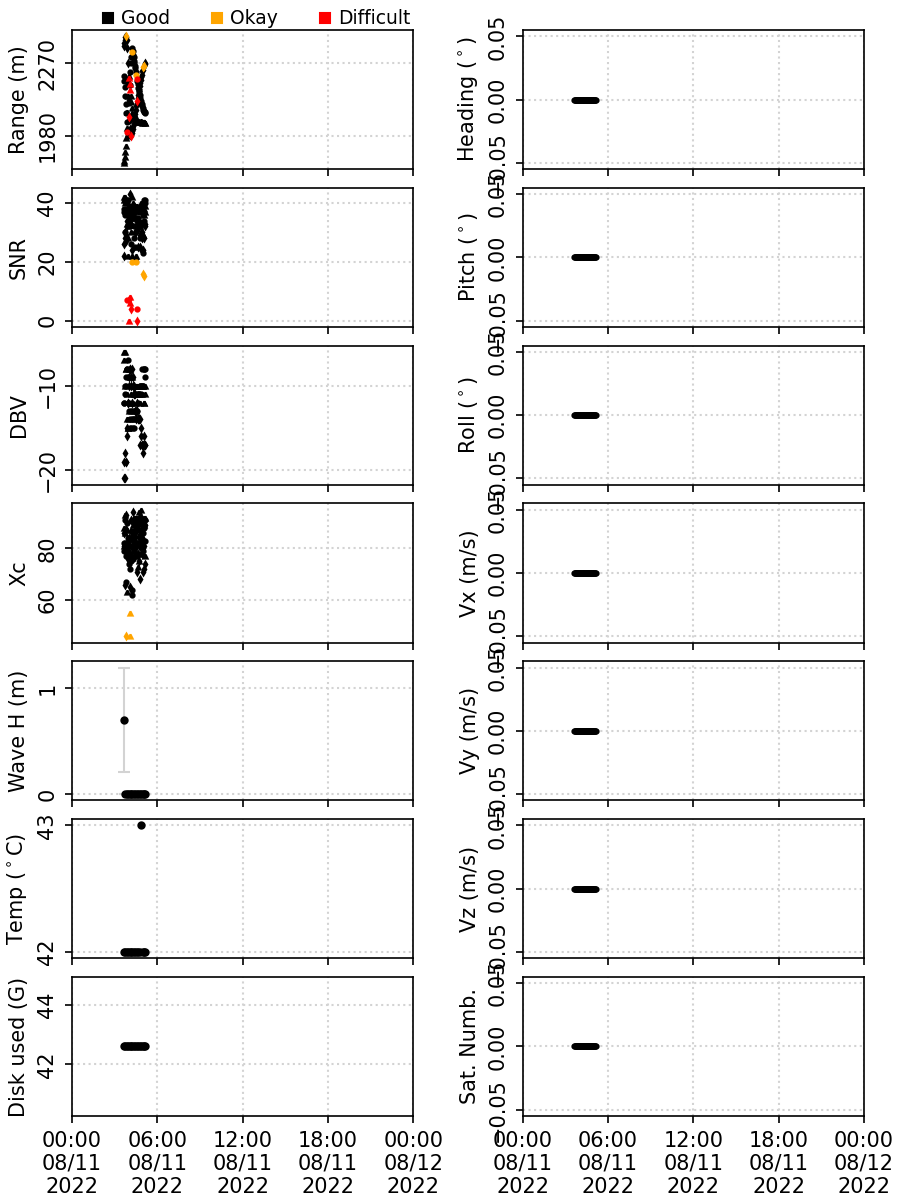 Good Okay Difficult
Range (m)
2270
1980
SNR
40
20
0
DBV
−10
−20
Xc
80
60
Wave H (m)
1
0
Temp (°C)
43
42
Disk used (G)
44
42
00:00 06:00 12:00 18:00 00:00
08/11 08/11 08/11 08/11 08/12
2022 2022 2022 2022 2022
Heading (°)
0.05
0.00
−0.05
Pitch (°)
0.05
0.00
−0.05
Roll (°)
0.05
0.00
−0.05
Vx (m/s)
0.05
0.00
−0.05
Vy (m/s)
0.05
0.00
−0.05
Vz (m/s)
0.05
0.00
−0.05
Sat. Numb.
0.05
0.00
−0.05
00:00 06:00 12:00 18:00 00:00
08/11 08/11 08/11 08/11 08/12
2022 2022 2022 2022 2022